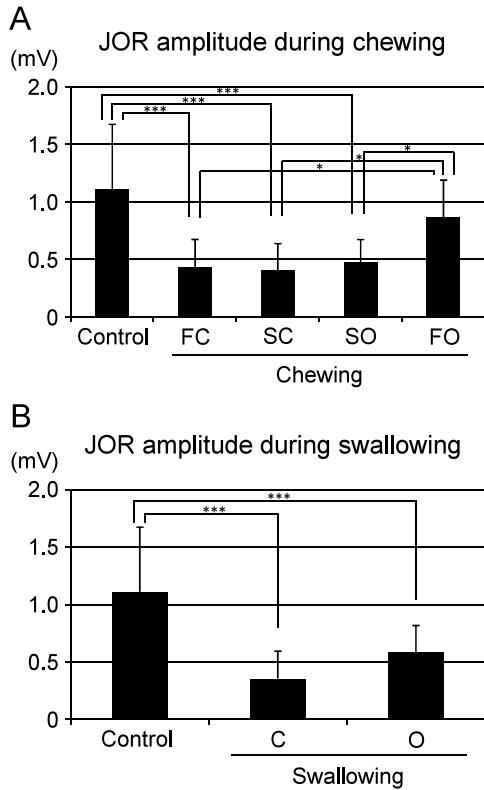 A
JOR amplitude during chewing
(mV)
2.0
***
***
***
1.5
*
*
*
1.0
0.5
0
Control FC SC SO FO
Chewing
B
JOR amplitude during swallowing
(mV)
2.0
***
***
1.5
1.0
0.5
0
Control C O
Swallowing